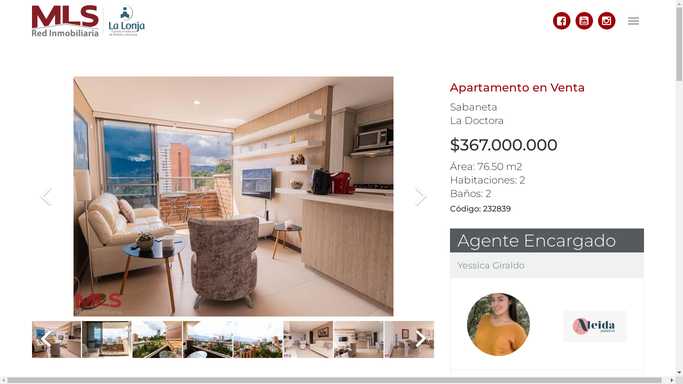 MLS
Red Inmobiliaria
La Lonja
Apartamento en Venta
Sabaneta
La Doctora
$367.000.000
Área: 76.50 m2
Habitaciones: 2
Baños: 2
Código: 232839
Agente Encargado
Yessica Giraldo
MLS
Aleida